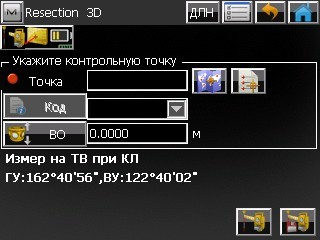 M Resection 3D ДЛН
Укажите контрольную точку
Точка
Код
ВО 0.0000 м
Измер на ТВ при КЛ
ГУ:162°40'56",ВУ:122°40'02"